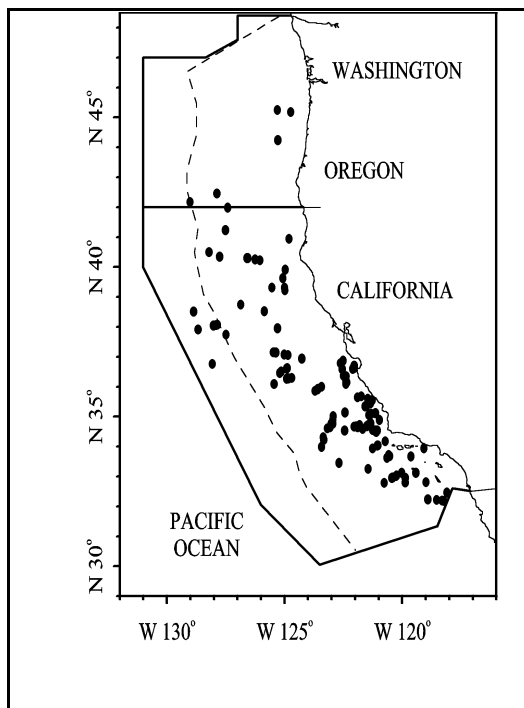 WASHINGTON
N 45°
OREGON
N 40°
CALIFORNIA
N 35°
PACIFIC
OCEAN
N 30°
W 130°
W 125°
W 120°